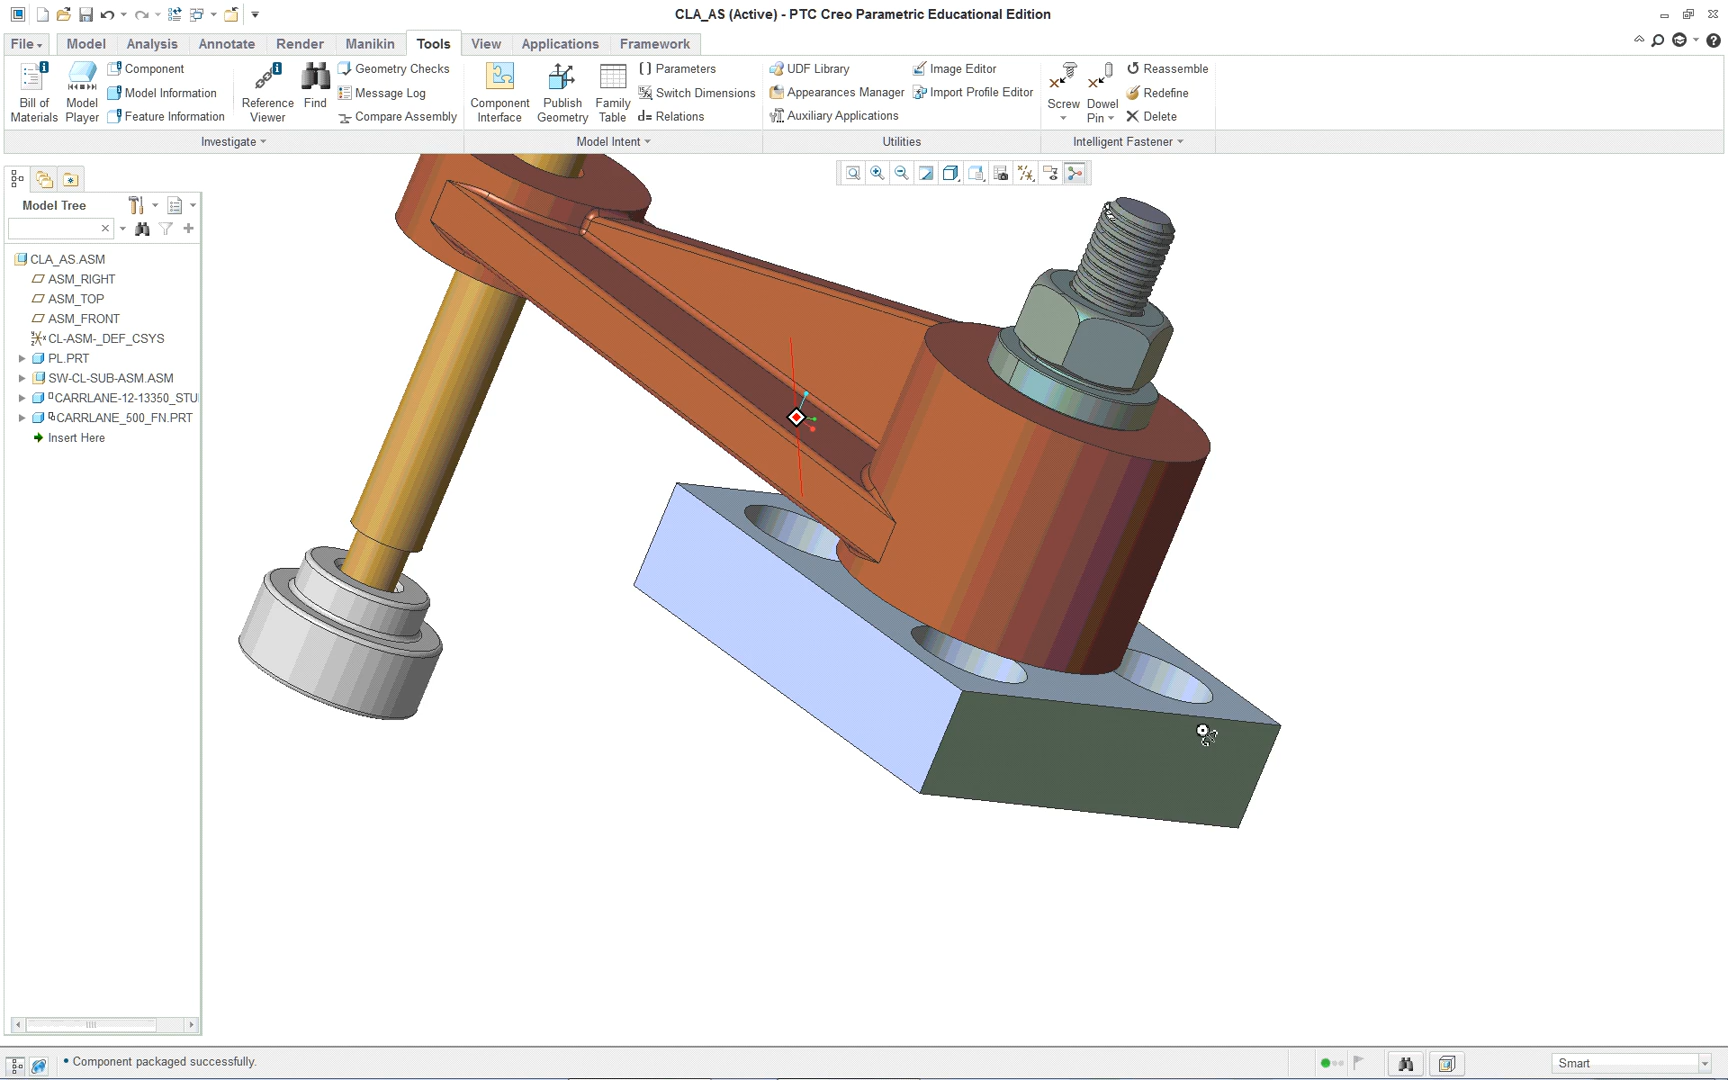 CLA_AS (Active) - PTC Creo Parametric Educational Edition
File Model Analysis Annotate Render Manikin Tools View Applications Framework
Bill of Materials
Model Player
Component
Model Information
Feature Information
Reference Viewer
Find
Geometry Checks
Message Log
Compare Assembly
Investigate
Component Interface
Publish Geometry
Family Table
Parameters
Switch Dimensions
d= Relations
Model Intent
UDF Library
Appearances Manager
Auxiliary Applications
Image Editor
Import Profile Editor
Utilities
Screw
Dowel Pin
Reassemble
Redefine
Delete
Intelligent Fastener
Model Tree
CLA_AS.ASM
ASM_RIGHT
ASM_TOP
ASM_FRONT
CL-ASM-_DEF_CSYS
PL.PRT
SW-CL-SUB-ASM.ASM
CARRLANE-12-13350_STU
CARRLANE_500_FN.PRT
Insert Here
• Component packaged successfully.
Smart